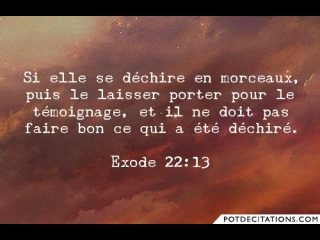 Si elle se déchire en morceaux,
puis le laisser porter pour le
témoignage, et il ne doit pas
faire bon ce qui a été déchiré.
Exode 22:13
POTDECITATIONS.COM